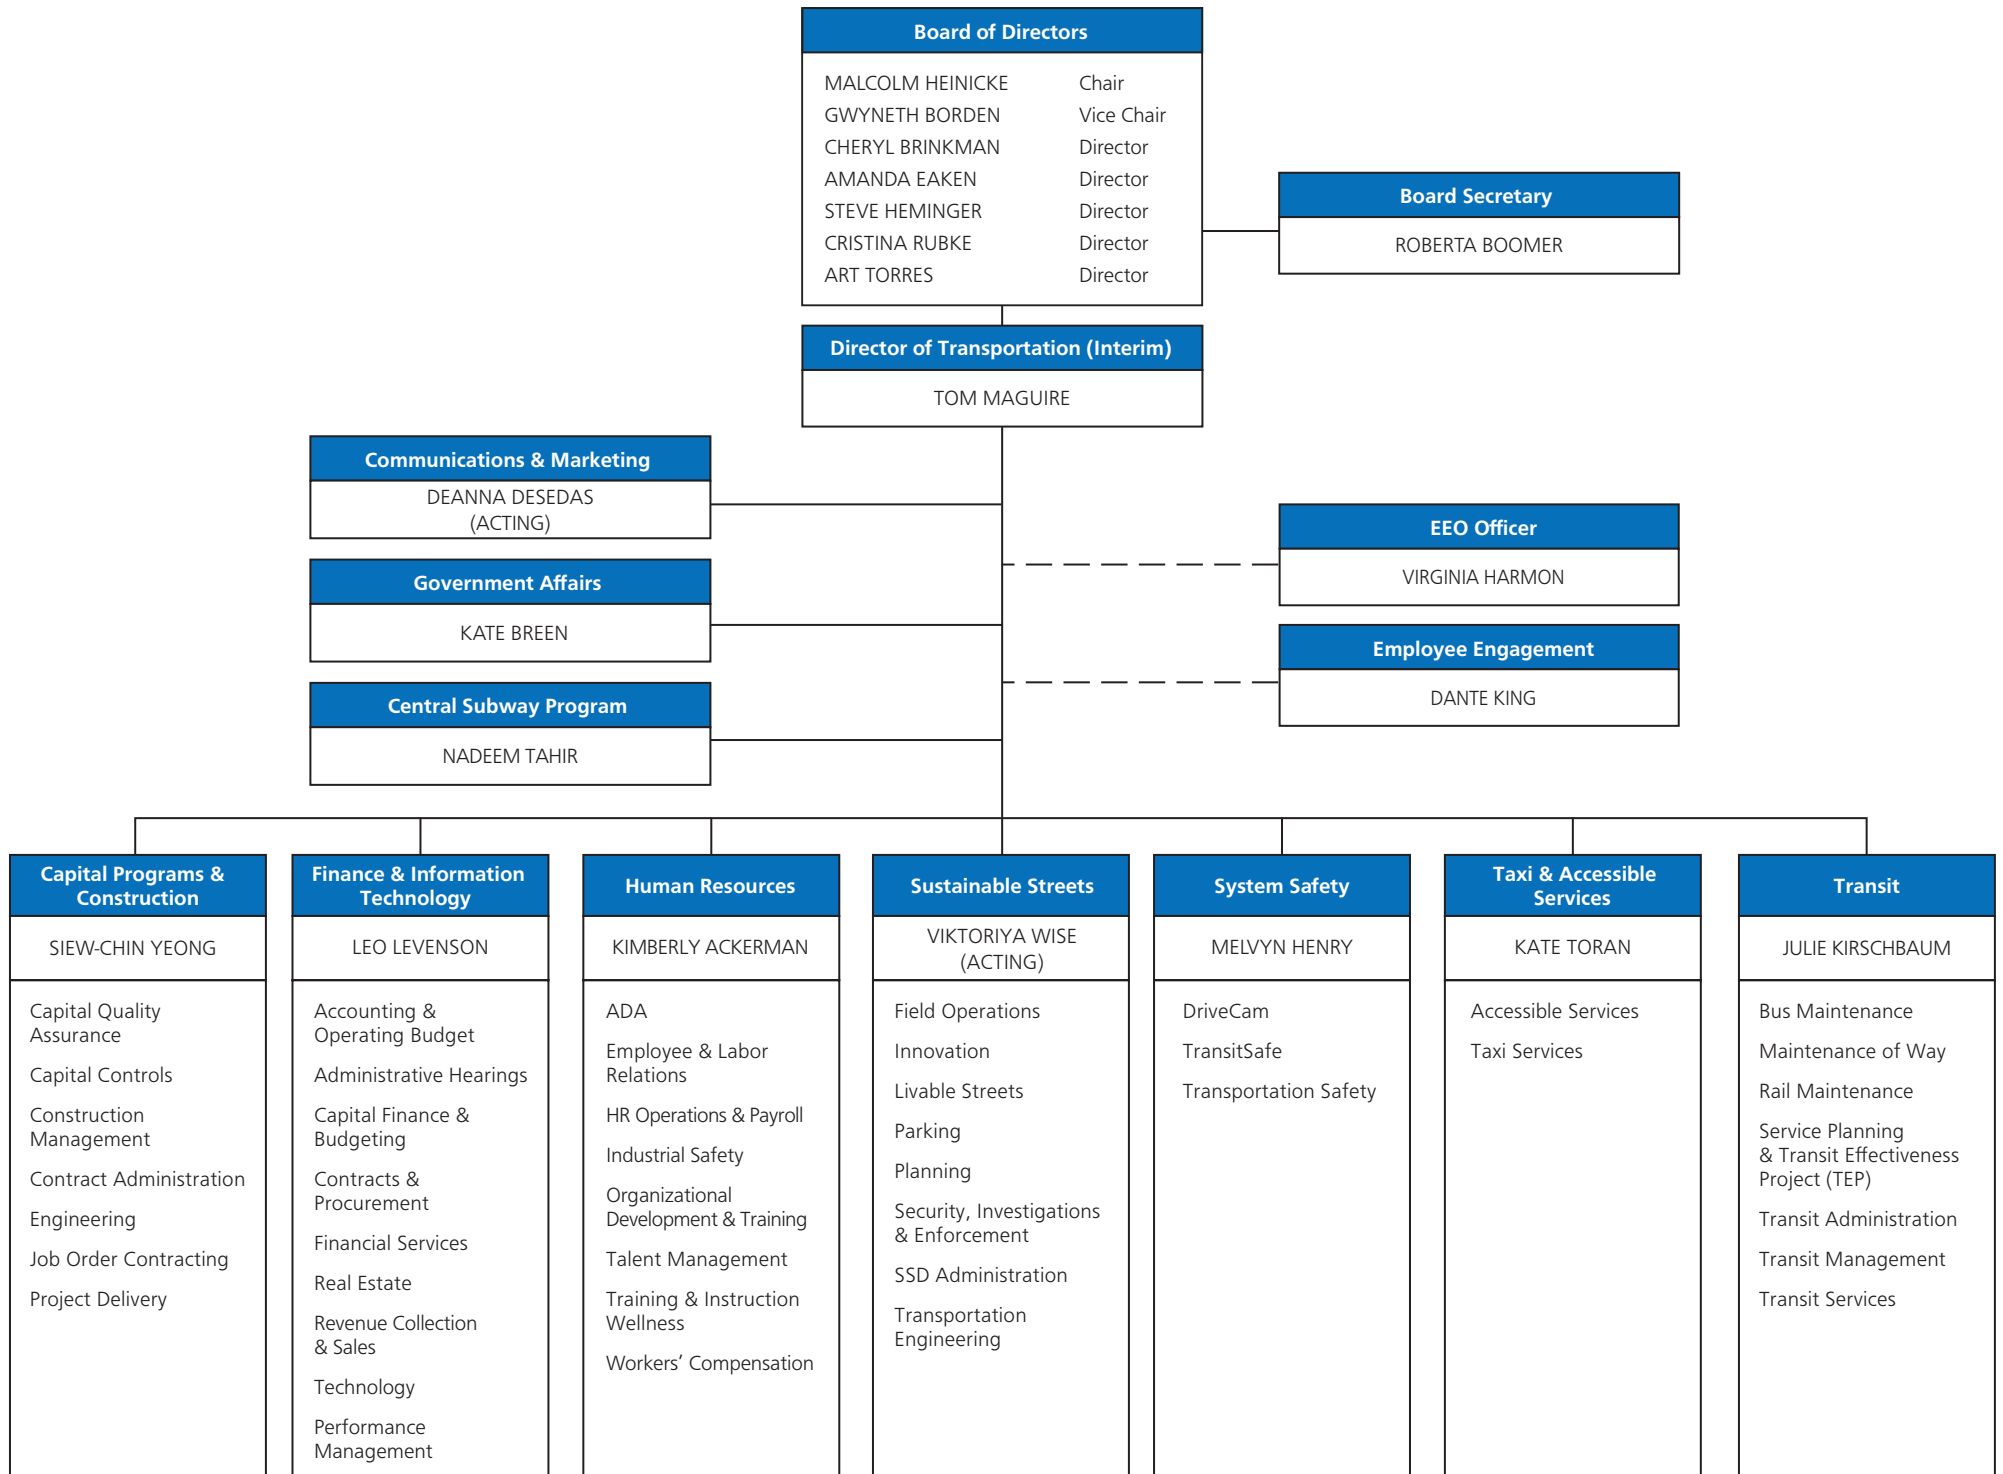 Board of Directors
MALCOLM HEINICKE Chair
GWYNETH BORDEN Vice Chair
CHERYL BRINKMAN Director
AMANDA EAKEN Director
STEVE HEMINGER Director
CRISTINA RUBKE Director
ART TORRES Director
Board Secretary
ROBERTA BOOMER
Director of Transportation (Interim)
TOM MAGUIRE
Communications & Marketing
DEANNA DESEDAS
(ACTING)
Government Affairs
KATE BREEN
Central Subway Program
NADEEM TAHIR
EEO Officer
VIRGINIA HARMON
Employee Engagement
DANTE KING
Capital Programs &
Construction
SIEW-CHIN YEONG
Capital Quality
Assurance
Capital Controls
Construction
Management
Contract Administration
Engineering
Job Order Contracting
Project Delivery
Finance & Information
Technology
LEO LEVENSON
Accounting &
Operating Budget
Administrative Hearings
Capital Finance &
Budgeting
Contracts &
Procurement
Financial Services
Real Estate
Revenue Collection
& Sales
Technology
Performance
Management
Human Resources
KIMBERLY ACKERMAN
ADA
Employee & Labor
Relations
HR Operations & Payroll
Industrial Safety
Organizational
Development & Training
Talent Management
Training & Instruction
Wellness
Workers’ Compensation
Sustainable Streets
VIKTORIYA WISE
(ACTING)
Field Operations
Innovation
Livable Streets
Parking
Planning
Security, Investigations
& Enforcement
SSD Administration
Transportation
Engineering
System Safety
MELVYN HENRY
DriveCam
TransitSafe
Transportation Safety
Taxi & Accessible
Services
KATE TORAN
Accessible Services
Taxi Services
Transit
JULIE KIRSCHBAUM
Bus Maintenance
Maintenance of Way
Rail Maintenance
Service Planning
& Transit Effectiveness
Project (TEP)
Transit Administration
Transit Management
Transit Services